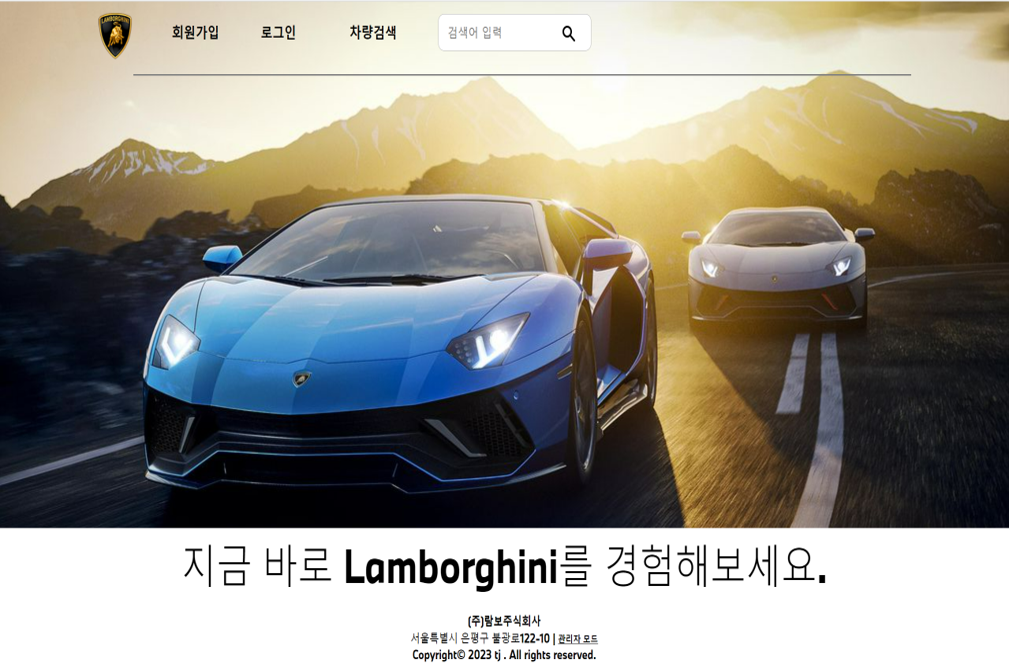 LAMBORGHINI
회원가입 로그인 차량검색 검색어 입력
지금 바로 Lamborghini를 경험해보세요.
(주)람보주식회사
서울특별시 은평구 불광로122-10 | 관리자 모드
Copyright© 2023 tj . All rights reserved.